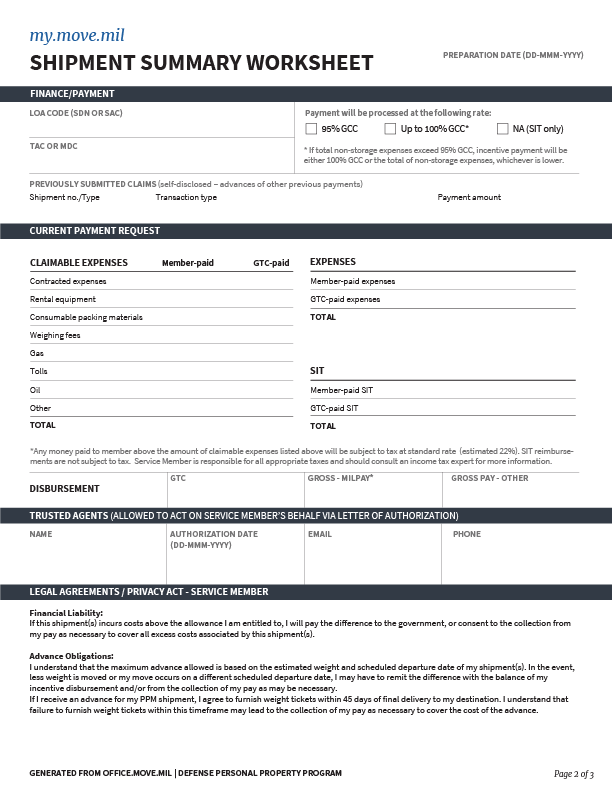 my.move.mil
SHIPMENT SUMMARY WORKSHEET
PREPARATION DATE (DD-MMM-YYYY)
FINANCE/PAYMENT
LOA CODE (SDN OR SAC)
TAC OR MDC
Payment will be processed at the following rate:
95% GCC
Up to 100% GCC*
NA (SIT only)
* If total non-storage expenses exceed 95% GCC, incentive payment will be
either 100% GCC or the total of non-storage expenses, whichever is lower.
PREVIOUSLY SUBMITTED CLAIMS (self-disclosed – advances of other previous payments)
Shipment no./Type
Transaction type
Payment amount
CURRENT PAYMENT REQUEST
CLAIMABLE EXPENSES Member-paid GTC-paid
Contracted expenses
Rental equipment
Consumable packing materials
Weighing fees
Gas
Tolls
Oil
Other
TOTAL
EXPENSES
Member-paid expenses
GTC-paid expenses
TOTAL
SIT
Member-paid SIT
GTC-paid SIT
TOTAL
*Any money paid to member above the amount of claimable expenses listed above will be subject to tax at standard rate (estimated 22%). SIT reimburse-
ments are not subject to tax. Service Member is responsible for all appropriate taxes and should consult an income tax expert for more information.
DISBURSEMENT
GTC
GROSS - MILPAY*
GROSS PAY - OTHER
TRUSTED AGENTS (ALLOWED TO ACT ON SERVICE MEMBER'S BEHALF VIA LETTER OF AUTHORIZATION)
NAME
AUTHORIZATION DATE
(DD-MMM-YYYY)
EMAIL
PHONE
LEGAL AGREEMENTS / PRIVACY ACT - SERVICE MEMBER
Financial Liability:
If this shipment(s) incurs costs above the allowance I am entitled to, I will pay the difference to the government, or consent to the collection from
my pay as necessary to cover all excess costs associated by this shipment(s).
Advance Obligations:
I understand that the maximum advance allowed is based on the estimated weight and scheduled departure date of my shipment(s). In the event,
less weight is moved or my move occurs on a different scheduled departure date, I may have to remit the difference with the balance of my
incentive disbursement and/or from the collection of my pay as may be necessary.
If I receive an advance for my PPM shipment, I agree to furnish weight tickets within 45 days of final delivery to my destination. I understand that
failure to furnish weight tickets within this timeframe may lead to the collection of my pay as necessary to cover the cost of the advance.
GENERATED FROM OFFICE.MOVE.MIL | DEFENSE PERSONAL PROPERTY PROGRAM
Page 2 of 3